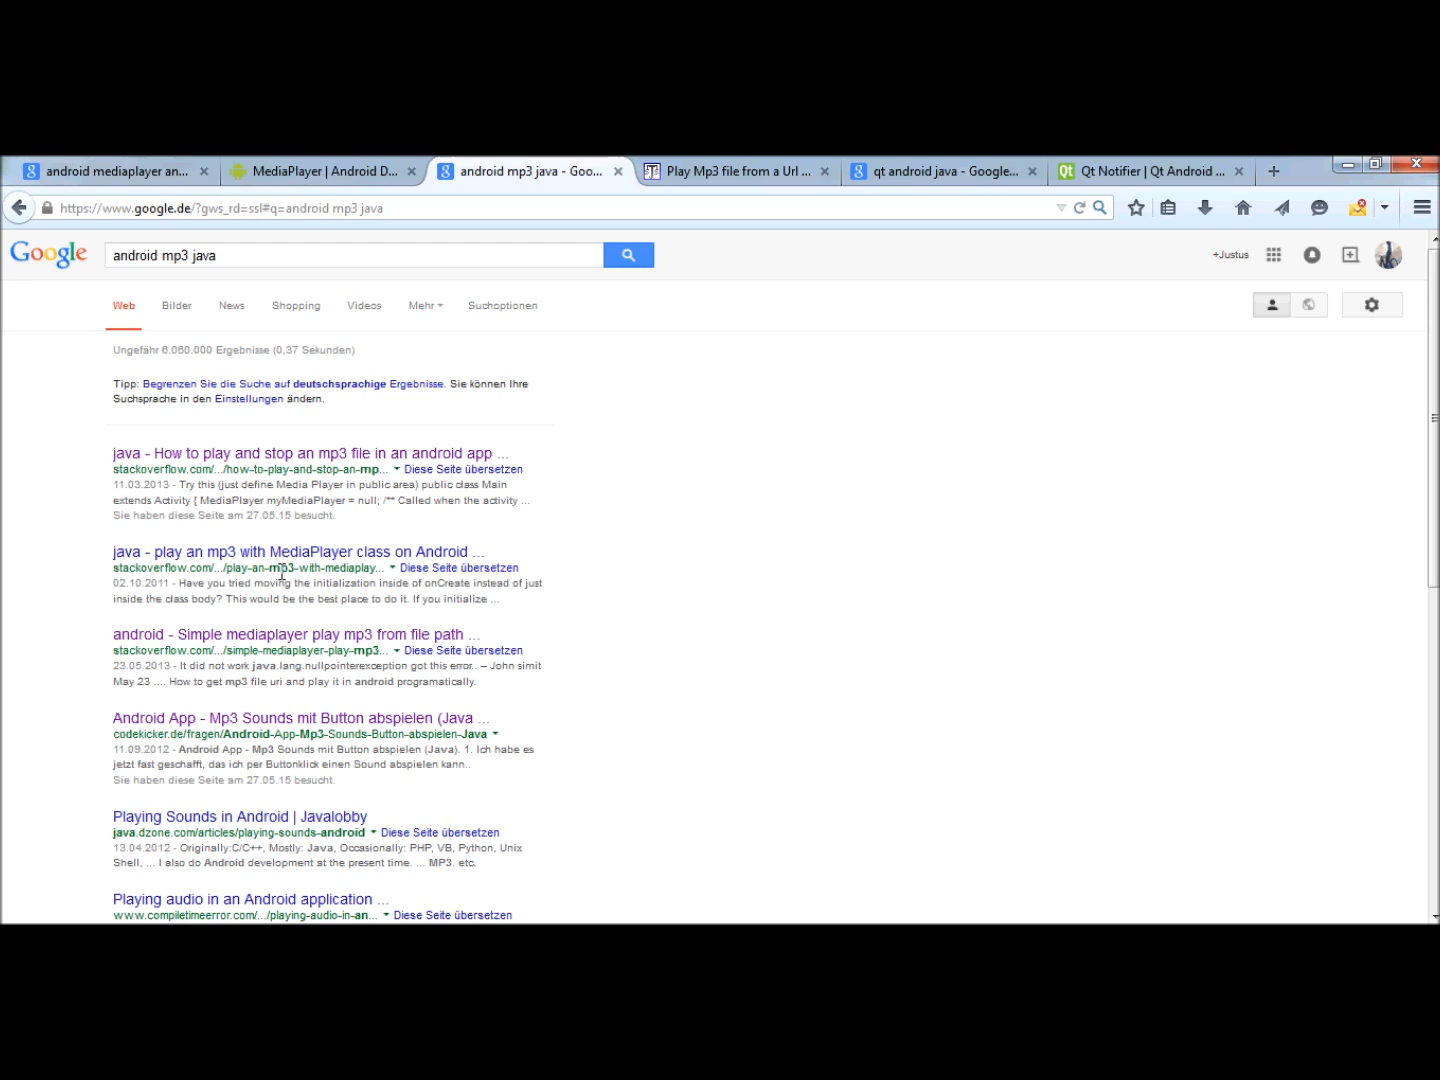 android mediaplayer an...
MediaPlayer | Android D...
android mp3 java - Goo...
Play Mp3 file from a Url ...
qt android java - Google...
Qt Notifier | Qt Android ...
https://www.google.de/?gws_rd=ssl#q=android mp3 java
Google
android mp3 java
+Justus
Web Bilder News Shopping Videos Mehr Suchoptionen
Ungefähr 6.060.000 Ergebnisse (0,37 Sekunden)
Tipp: Begrenzen Sie die Suche auf deutschsprachige Ergebnisse. Sie können Ihre
Suchsprache in den Einstellungen ändern.
java - How to play and stop an mp3 file in an android app ...
stackoverflow.com/.../how-to-play-and-stop-an-mp... Diese Seite übersetzen
11.03.2013 - Try this (just define Media Player in public area) public class Main
extends Activity { MediaPlayer myMediaPlayer = null; /** Called when the activity ...
Sie haben diese Seite am 27.05.15 besucht.
java - play an mp3 with MediaPlayer class on Android ...
stackoverflow.com/.../play-an-mp3-with-mediaplay... Diese Seite übersetzen
02.10.2011 - Have you tried moving the initialization inside of onCreate instead of just
inside the class body? This would be the best place to do it. If you initialize ...
android - Simple mediaplayer play mp3 from file path ...
stackoverflow.com/.../simple-mediaplayer-play-mp3... Diese Seite übersetzen
23.05.2013 - It did not work java.lang.nullpointerexception got this error.. – John simit
May 23 .... How to get mp3 file uri and play it in android programatically.
Android App - Mp3 Sounds mit Button abspielen (Java ...
codekicker.de/fragen/Android-App-Mp3-Sounds-Button-abspielen-Java
11.09.2012 - Android App - Mp3 Sounds mit Button abspielen (Java). 1. Ich habe es
jetzt fast geschafft, das ich per Buttonklick einen Sound abspielen kann..
Sie haben diese Seite am 27.05.15 besucht.
Playing Sounds in Android | Javalobby
java.dzone.com/articles/playing-sounds-android Diese Seite übersetzen
13.04.2012 - Originally:C/C++, Mostly: Java, Occasionally: PHP, VB, Python, Unix
Shell, ... I also do Android development at the present time. ... MP3. etc.
Playing audio in an Android application ...
www.compiletimeerror.com/.../playing-audio-in-an... Diese Seite übersetzen